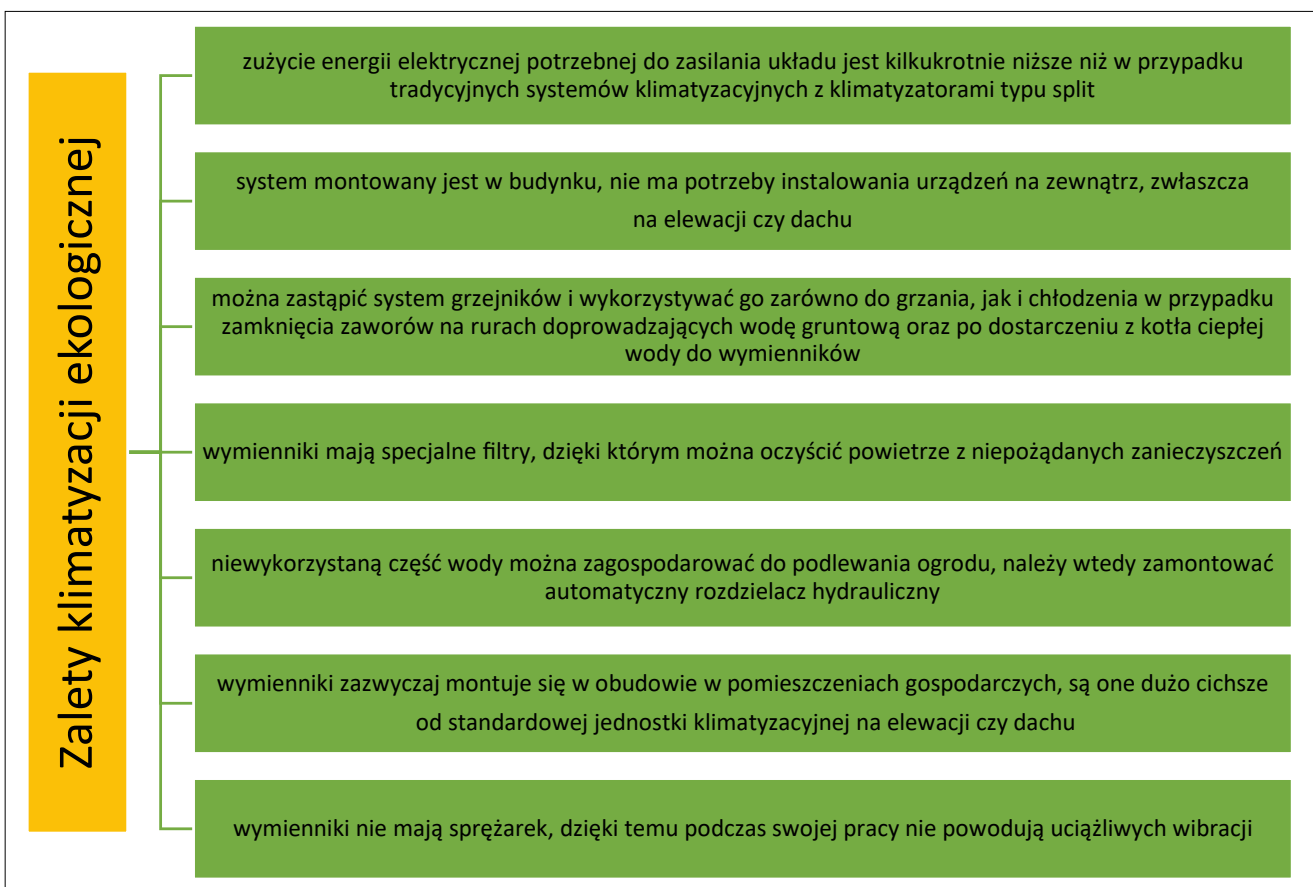 Zalety klimatyzacji ekologicznej
zużycie energii elektrycznej potrzebnej do zasilania układu jest kilkukrotnie niższe niż w przypadku
tradycyjnych systemów klimatyzacyjnych z klimatyzatorami typu split
system montowany jest w budynku, nie ma potrzeby instalowania urządzeń na zewnątrz, zwłaszcza
na elewacji czy dachu
można zastąpić system grzejników i wykorzystywać go zarówno do grzania, jak i chłodzenia w przypadku
zamknięcia zaworów na rurach doprowadzających wodę gruntową oraz po dostarczeniu z kotła ciepłej
wody do wymienników
wymienniki mają specjalne filtry, dzięki którym można oczyścić powietrze z niepożądanych zanieczyszczeń
niewykorzystaną część wody można zagospodarować do podlewania ogrodu, należy wtedy zamontować
automatyczny rozdzielacz hydrauliczny
wymienniki zazwyczaj montuje się w obudowie w pomieszczeniach gospodarczych, są one dużo cichsze
od standardowej jednostki klimatyzacyjnej na elewacji czy dachu
wymienniki nie mają sprężarek, dzięki temu podczas swojej pracy nie powodują uciążliwych wibracji